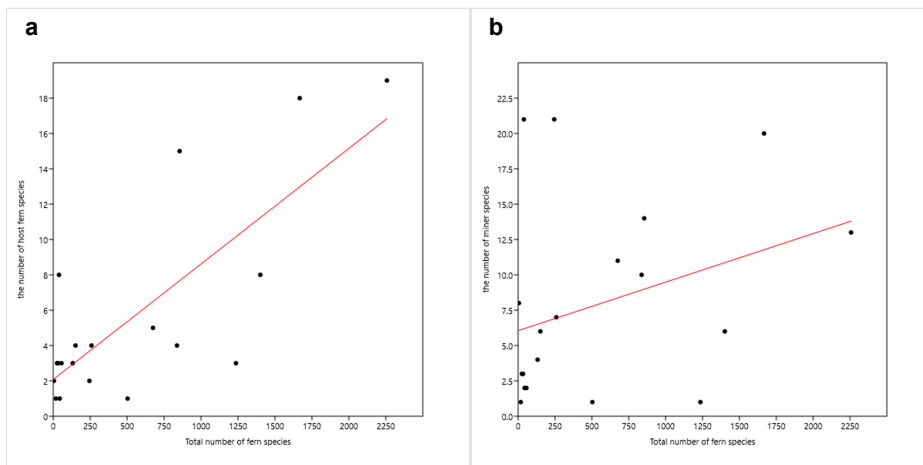 a
18
16
14
12
10
8
6
4
2
0
the number of host fern species
0 250 500 750 1000 1250 1500 1750 2000 2250
Total number of fern species
b
22.5
20.0
17.5
15.0
12.5
10.0
7.5
5.0
2.5
0.0
the number of miner species
0 250 500 750 1000 1250 1500 1750 2000 2250
Total number of fern species